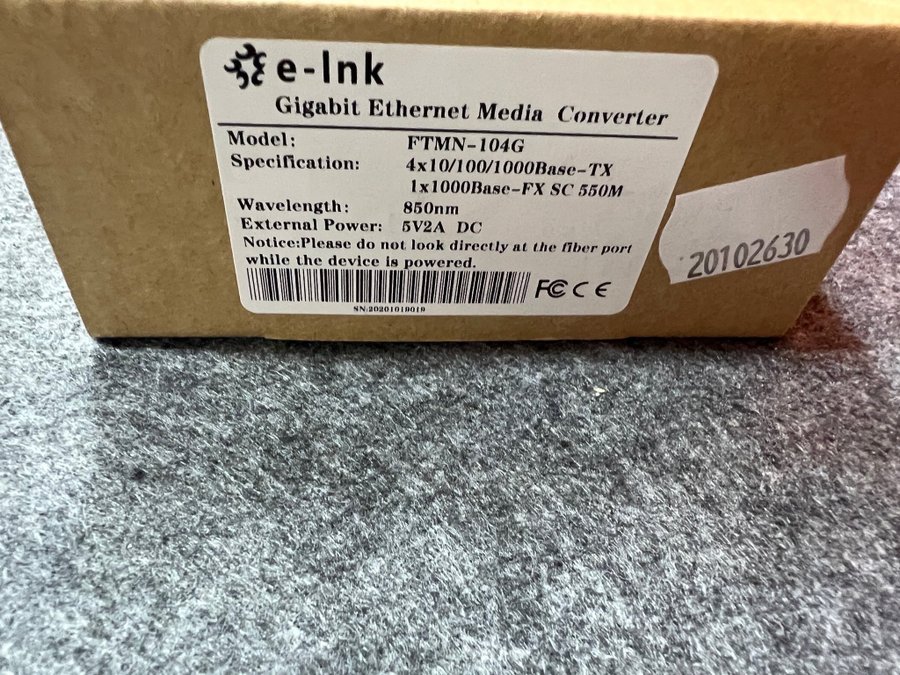 e-lnk
Gigabit Ethernet Media Converter
Model: FTMN-104G
Specification: 4x10/100/1000Base-TX
1x1000Base-FX SC 550M
Wavelength: 850nm
External Power: 5V2A DC
Notice:Please do not look directly at the fiber port
while the device is powered.
FC CE
SN:20201019019
20102630